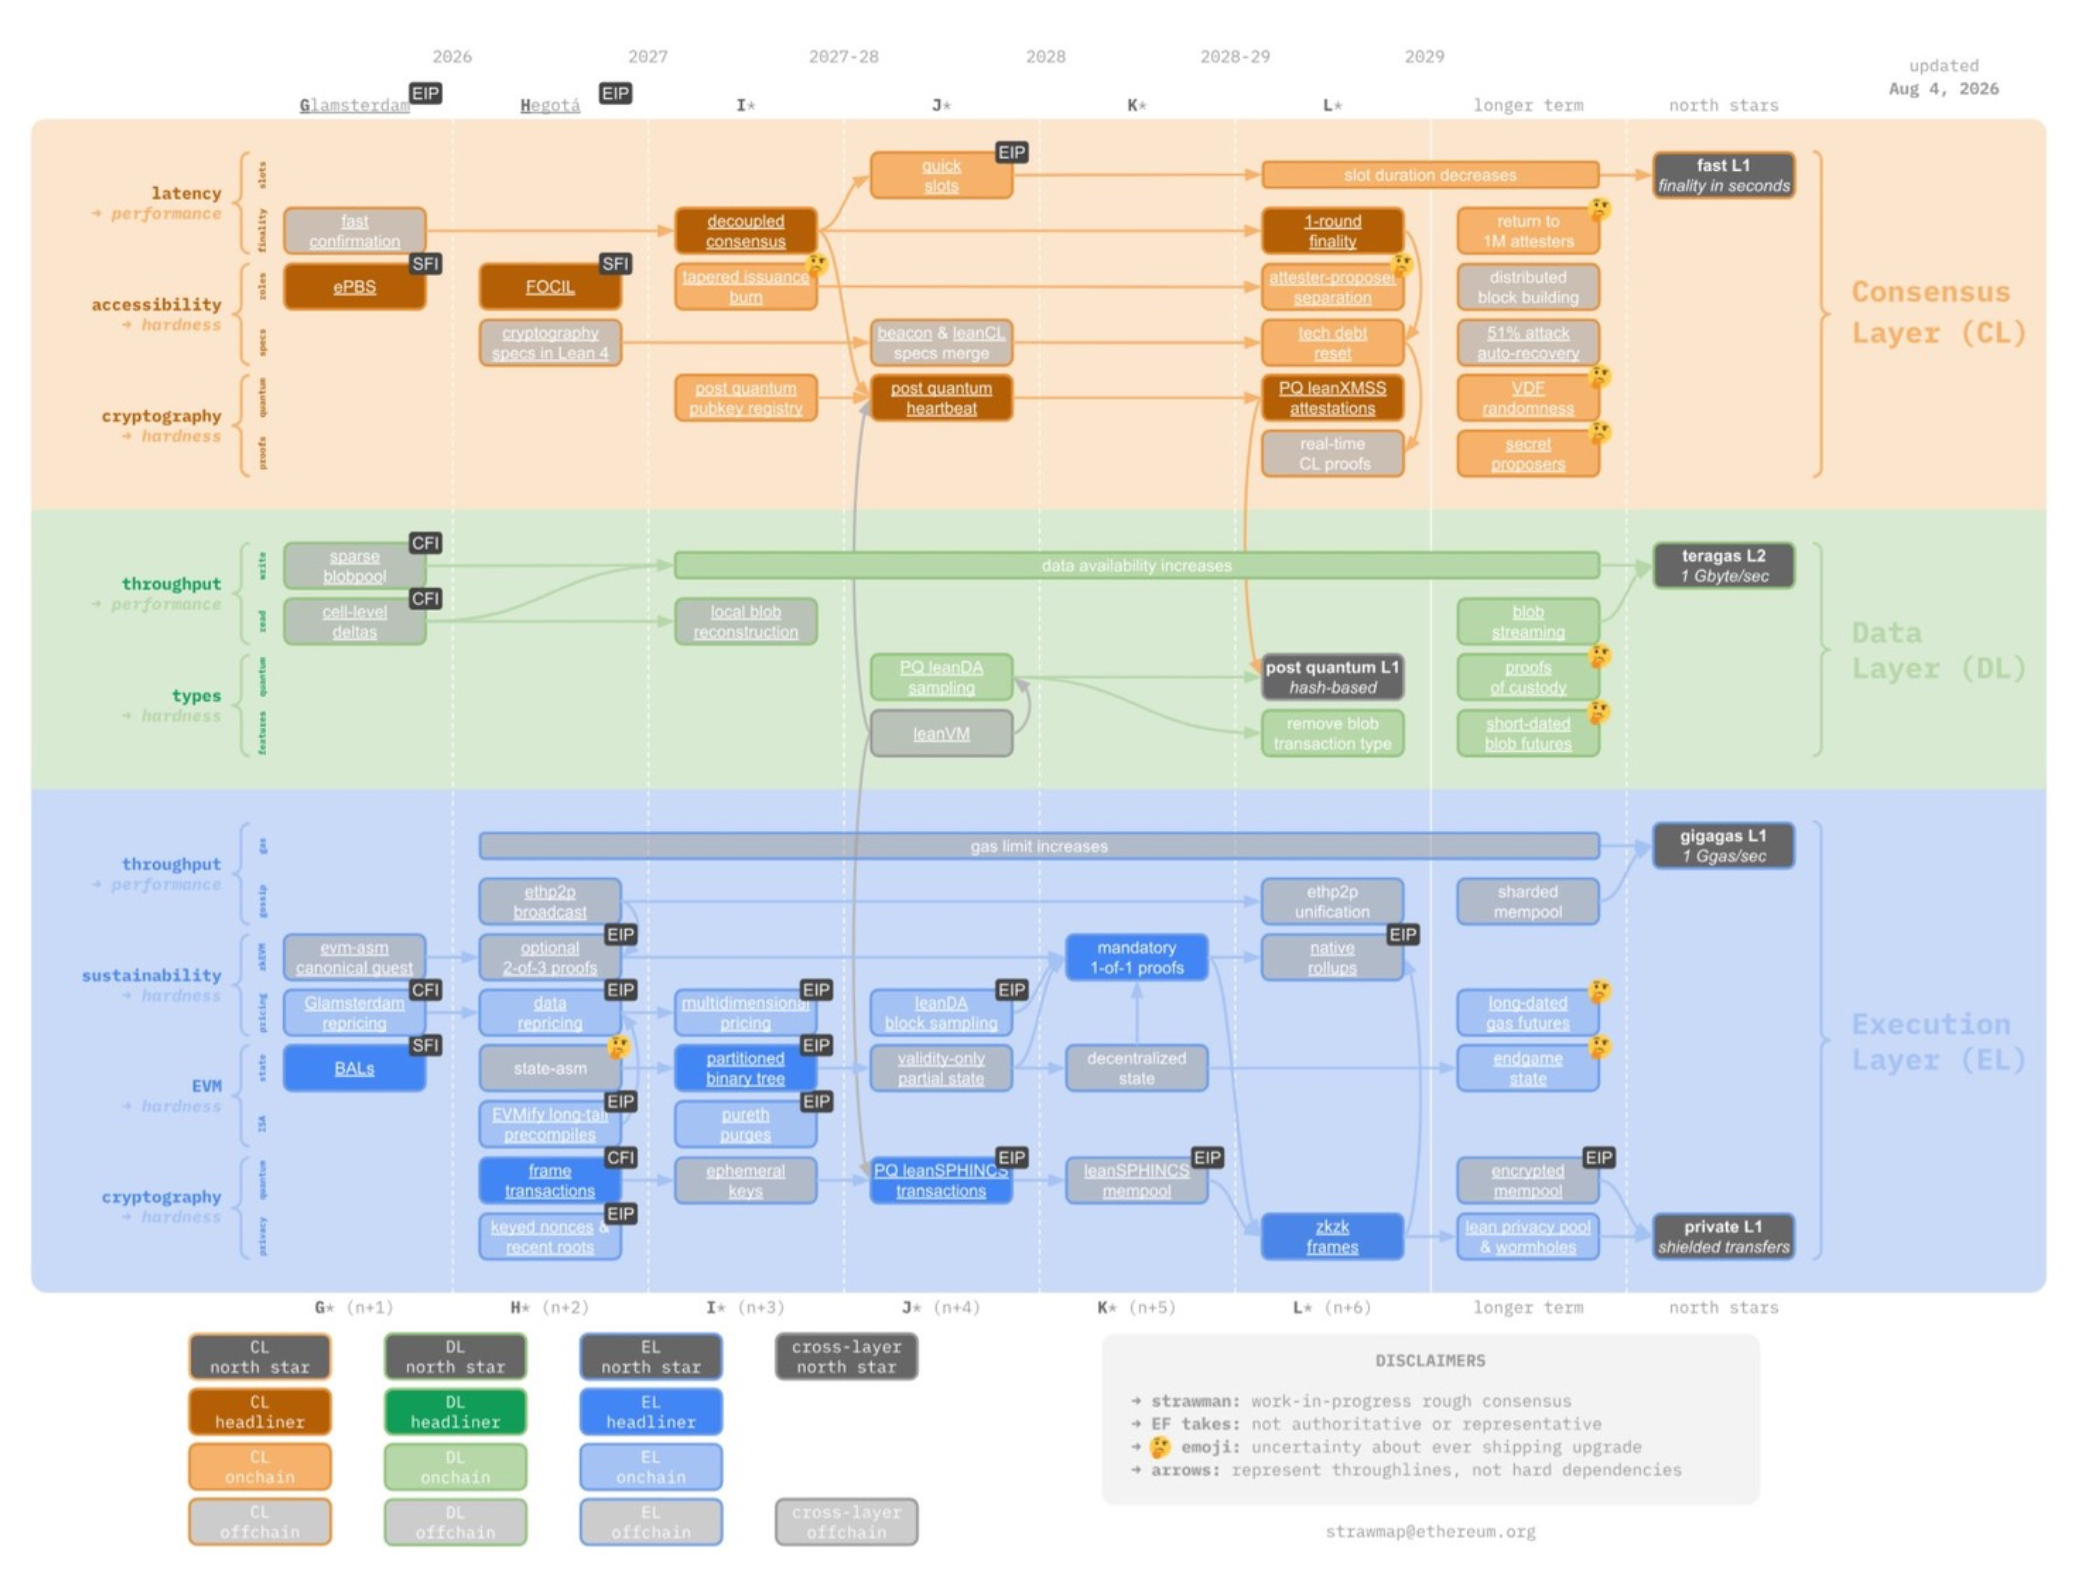 2026
2027
2027-28
2028
2028-29
2029
updated
Aug 4, 2026
Glamsterdam
EIP
Hegotá
EIP
I*
J*
K*
L*
longer term
north stars
latency
→ performance
slots
finality
quick
slots
EIP
slot duration decreases
fast L1
finality in seconds
fast
confirmation
decoupled
consensus
1-round
finality
return to
1M attesters
🤔
accessibility
→ hardness
roles
specs
ePBS
SFI
FOCIL
SFI
tapered issuance
burn
🤔
attester-proposer
separation
🤔
distributed
block building
cryptography
specs in Lean 4
beacon & leanCL
specs merge
tech debt
reset
51% attack
auto-recovery
cryptography
→ hardness
quantum
proofs
post quantum
pubkey registry
post quantum
heartbeat
PQ leanXMSS
attestations
VDF
randomness
🤔
real-time
CL proofs
secret
proposers
🤔
Consensus
Layer (CL)
throughput
→ performance
write
read
sparse
blobpool
CFI
data availability increases
teragas L2
1 Gbyte/sec
cell-level
deltas
CFI
local blob
reconstruction
blob
streaming
types
→ hardness
quantum
features
PQ leanDA
sampling
post quantum L1
hash-based
proofs
of custody
🤔
leanVM
remove blob
transaction type
short-dated
blob futures
🤔
Data
Layer (DL)
throughput
→ performance
gas
gossip
gas limit increases
gigagas L1
1 Ggas/sec
ethp2p
broadcast
ethp2p
unification
sharded
mempool
sustainability
→ hardness
zkEVM
pricing
evm-asm
canonical guest
optional
2-of-3 proofs
EIP
mandatory
1-of-1 proofs
native
rollups
EIP
Glamsterdam
repricing
CFI
data
repricing
EIP
multidimensional
pricing
EIP
leanDA
block sampling
EIP
long-dated
gas futures
🤔
EVM
→ hardness
state
ISA
BALs
SFI
state-asm
🤔
partitioned
binary tree
EIP
validity-only
partial state
decentralized
state
endgame
state
🤔
EVMify long-tail
precompiles
EIP
pureth
purges
EIP
cryptography
→ hardness
quantum
privacy
frame
transactions
CFI
ephemeral
keys
PQ leanSPHINCS
transactions
EIP
leanSPHINCS
mempool
EIP
encrypted
mempool
EIP
keyed nonces &
recent roots
EIP
zkzk
frames
lean privacy pool
& wormholes
private L1
shielded transfers
Execution
Layer (EL)
G* (n+1)
H* (n+2)
I* (n+3)
J* (n+4)
K* (n+5)
L* (n+6)
longer term
north stars
CL
north star
DL
north star
EL
north star
cross-layer
north star
CL
headliner
DL
headliner
EL
headliner
CL
onchain
DL
onchain
EL
onchain
CL
offchain
DL
offchain
EL
offchain
cross-layer
offchain
DISCLAIMERS
→ strawman: work-in-progress rough consensus
→ EF takes: not authoritative or representative
→ 🤔 emoji: uncertainty about ever shipping upgrade
→ arrows: represent throughlines, not hard dependencies
strawmap@ethereum.org